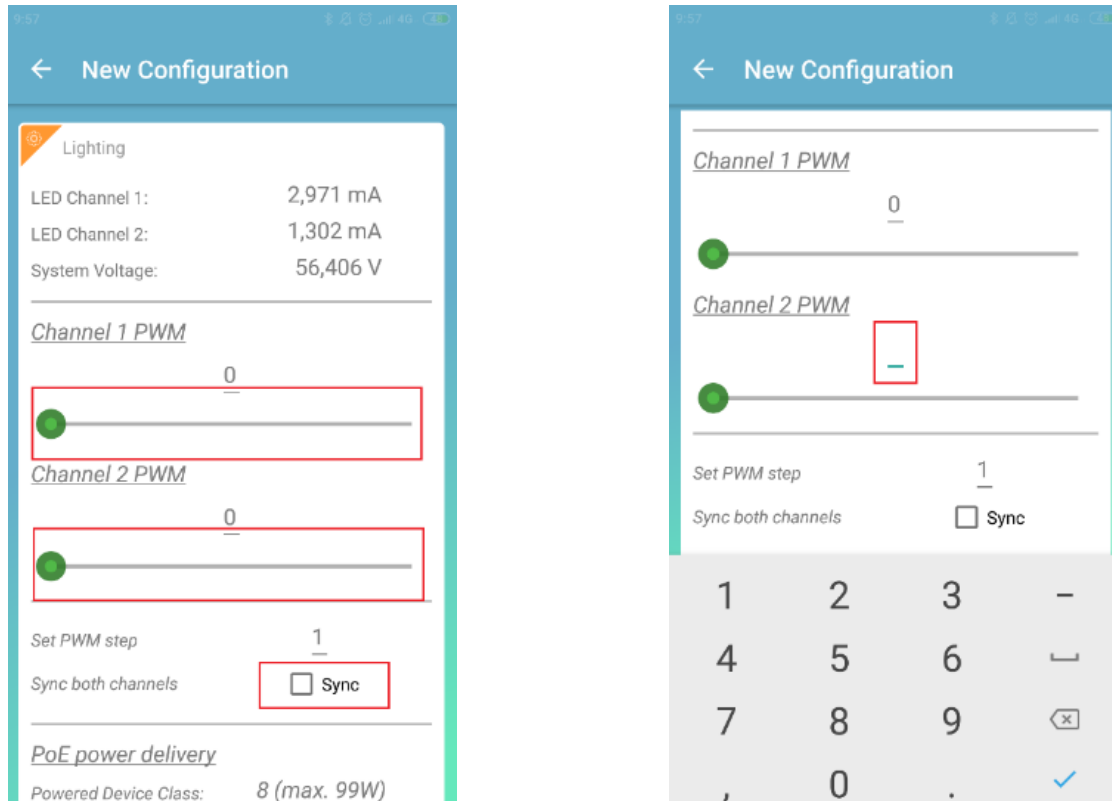 9:57 4G
New Configuration
Lighting
LED Channel 1: 2,971 mA
LED Channel 2: 1,302 mA
System Voltage: 56,406 V
Channel 1 PWM
0
Channel 2 PWM
0
Set PWM step 1
Sync both channels Sync
PoE power delivery
Powered Device Class: 8 (max. 99W)
9:57 4G
New Configuration
Channel 1 PWM
0
Channel 2 PWM
Set PWM step 1
Sync both channels Sync
1 2 3 -
4 5 6
7 8 9
, 0 .